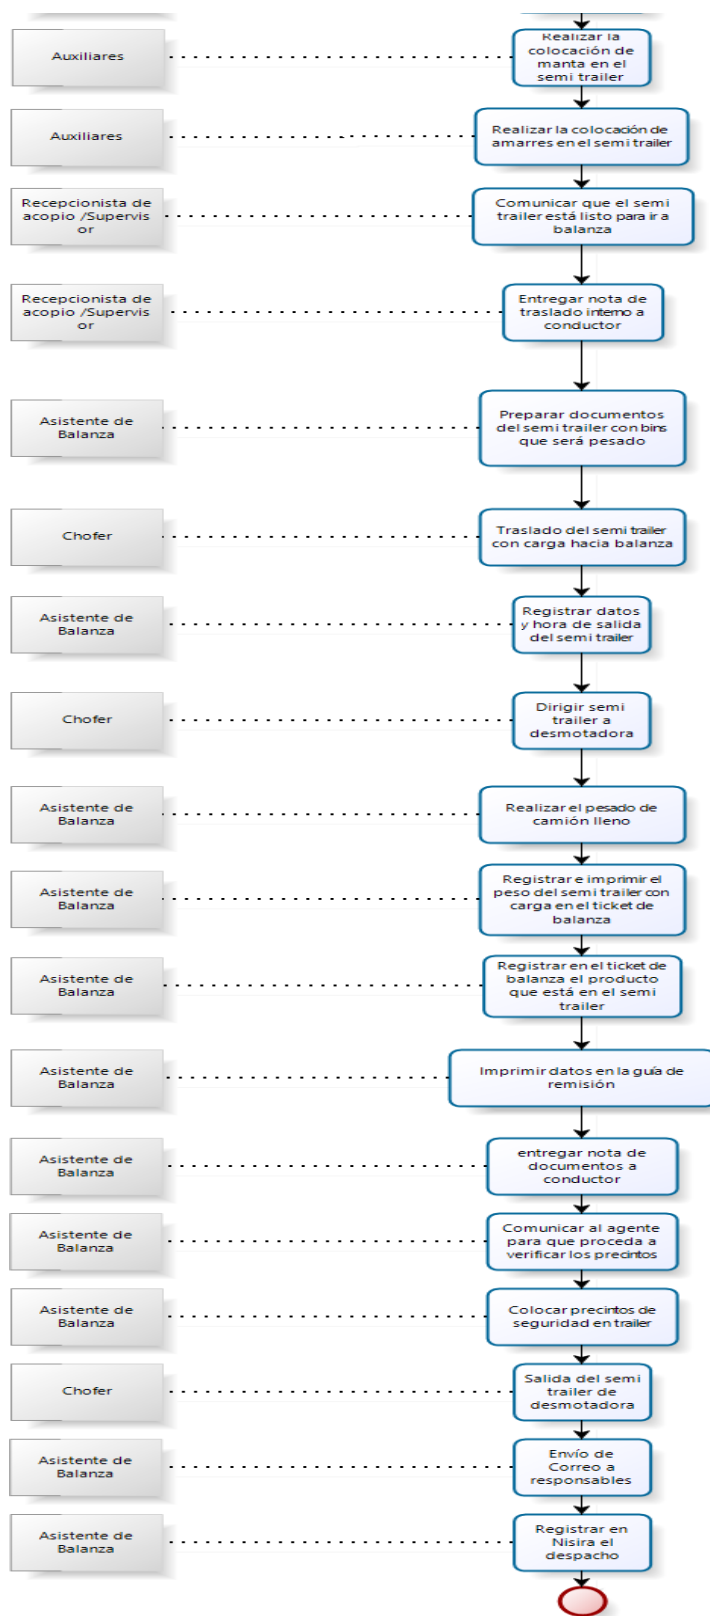 Auxiliares
Realizar la
colocación de
manta en el
semi trailer
Auxiliares
Realizar la colocación de
amarres en el semi trailer
Recepcionista de
acopio /Supervis
or
Comunicar que el semi
trailer está listo para ir a
balanza
Recepcionista de
acopio /Supervis
or
Entregar nota de
traslado interno a
conductor
Asistente de
Balanza
Preparar documentos
del semi trailer con bins
que será pesado
Chofer
Traslado del semi trailer
con carga hacia balanza
Asistente de
Balanza
Registrar datos
y hora de salida
del semi trailer
Chofer
Dirigir semi
trailer a
desmotadora
Asistente de
Balanza
Realizar el pesado de
camión lleno
Asistente de
Balanza
Registrar e imprimir el
peso del semi trailer con
carga en el ticket de
balanza
Asistente de
Balanza
Registrar en el ticket de
balanza el producto
que está en el semi
trailer
Asistente de
Balanza
Imprimir datos en la guía de
remisión
Asistente de
Balanza
entregar nota de
documentos a
conductor
Asistente de
Balanza
Comunicar al agente
para que proceda a
verificar los precintos
Asistente de
Balanza
Colocar precintos de
seguridad en trailer
Chofer
Salida del semi
trailer de
desmotadora
Asistente de
Balanza
Envío de
Correo a
responsables
Asistente de
Balanza
Registrar en
Nisira el
despacho